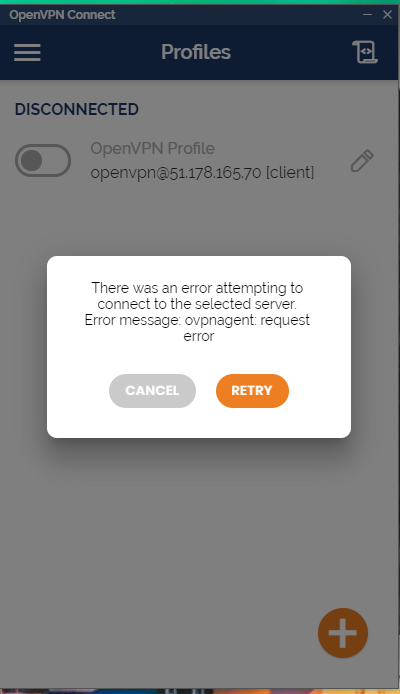 OpenVPN Connect
Profiles
DISCONNECTED
OpenVPN Profile
openvpn@51.178.165.70 [client]
There was an error attempting to
connect to the selected server.
Error message: ovpnagent: request
error
CANCEL
RETRY